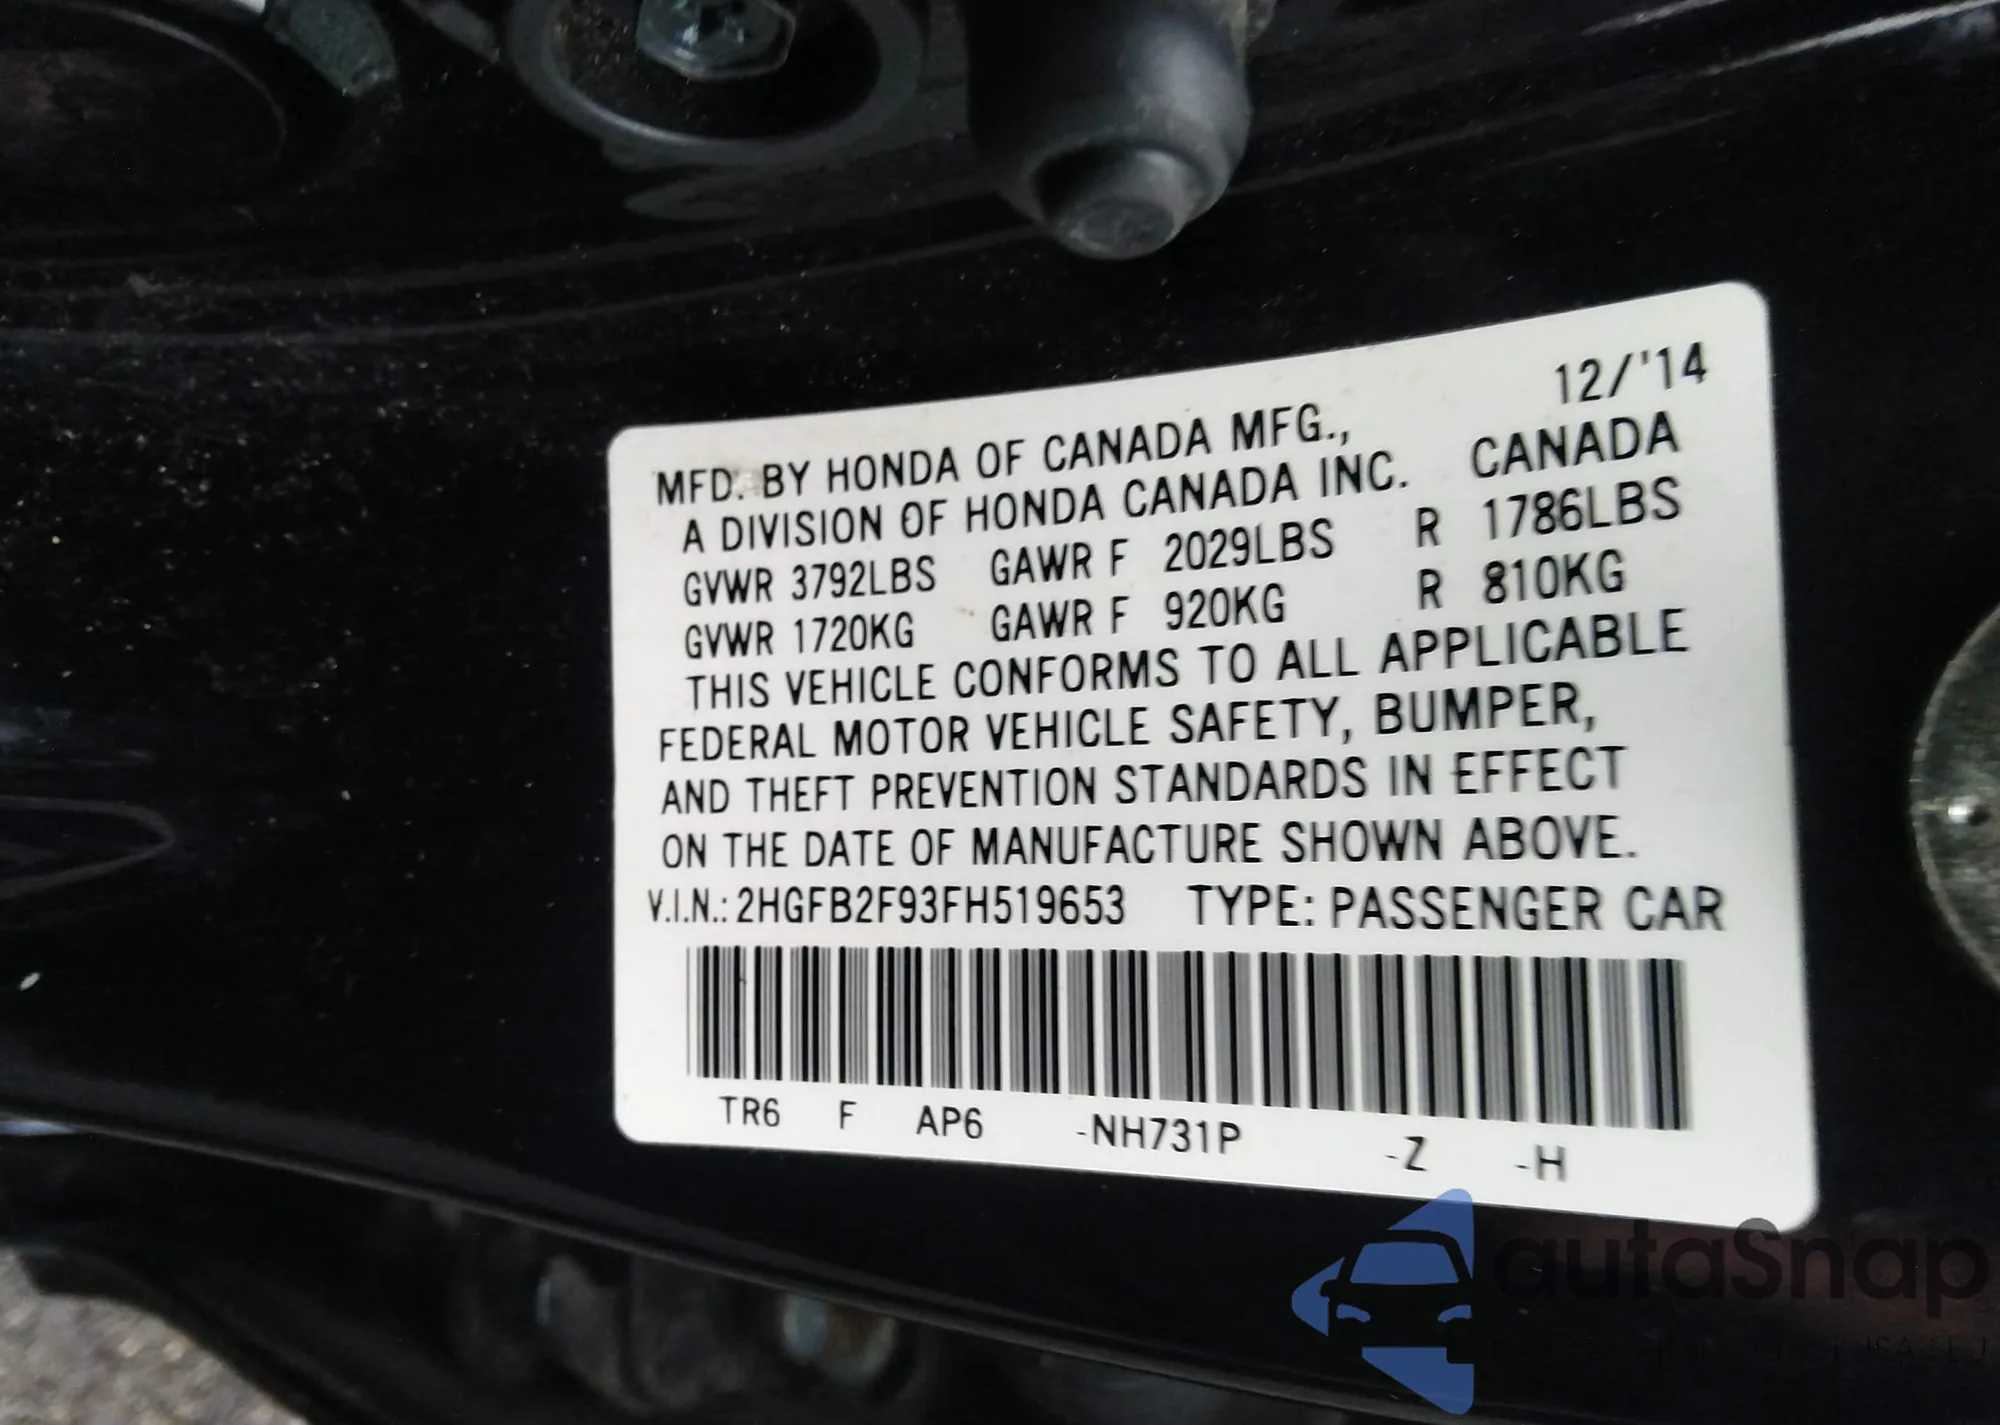 12/'14
MFD. BY HONDA OF CANADA MFG.,
A DIVISION OF HONDA CANADA INC. CANADA
GVWR 3792LBS GAWR F 2029LBS R 1786LBS
GVWR 1720KG GAWR F 920KG R 810KG
THIS VEHICLE CONFORMS TO ALL APPLICABLE
FEDERAL MOTOR VEHICLE SAFETY, BUMPER,
AND THEFT PREVENTION STANDARDS IN EFFECT
ON THE DATE OF MANUFACTURE SHOWN ABOVE.
V.I.N.: 2HGFB2F93FH519653 TYPE: PASSENGER CAR
TR6 F AP6 -NH731P -Z -H
autaSnap